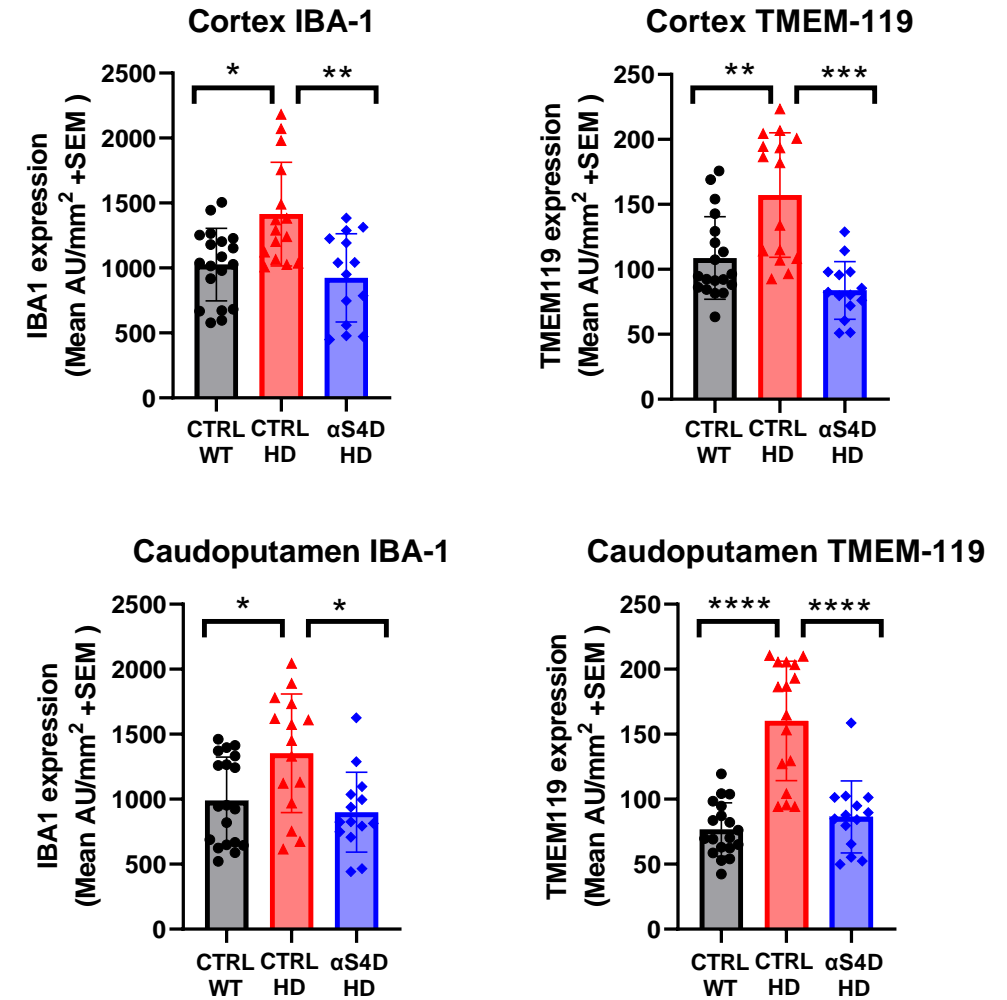 Cortex IBA-1
IBA1 expression
(Mean AU/mm² +SEM )
2500
2000
1500
1000
500
0
*
**
CTRL CTRL αS4D
WT HD HD
Cortex TMEM-119
TMEM119 expression
(Mean AU/mm² +SEM )
250
200
150
100
50
0
**
***
CTRL CTRL αS4D
WT HD HD
Caudoputamen IBA-1
IBA1 expression
(Mean AU/mm² +SEM )
2500
2000
1500
1000
500
0
*
*
CTRL CTRL αS4D
WT HD HD
Caudoputamen TMEM-119
TMEM119 expression
(Mean AU/mm² +SEM )
250
200
150
100
50
0
****
****
CTRL CTRL αS4D
WT HD HD